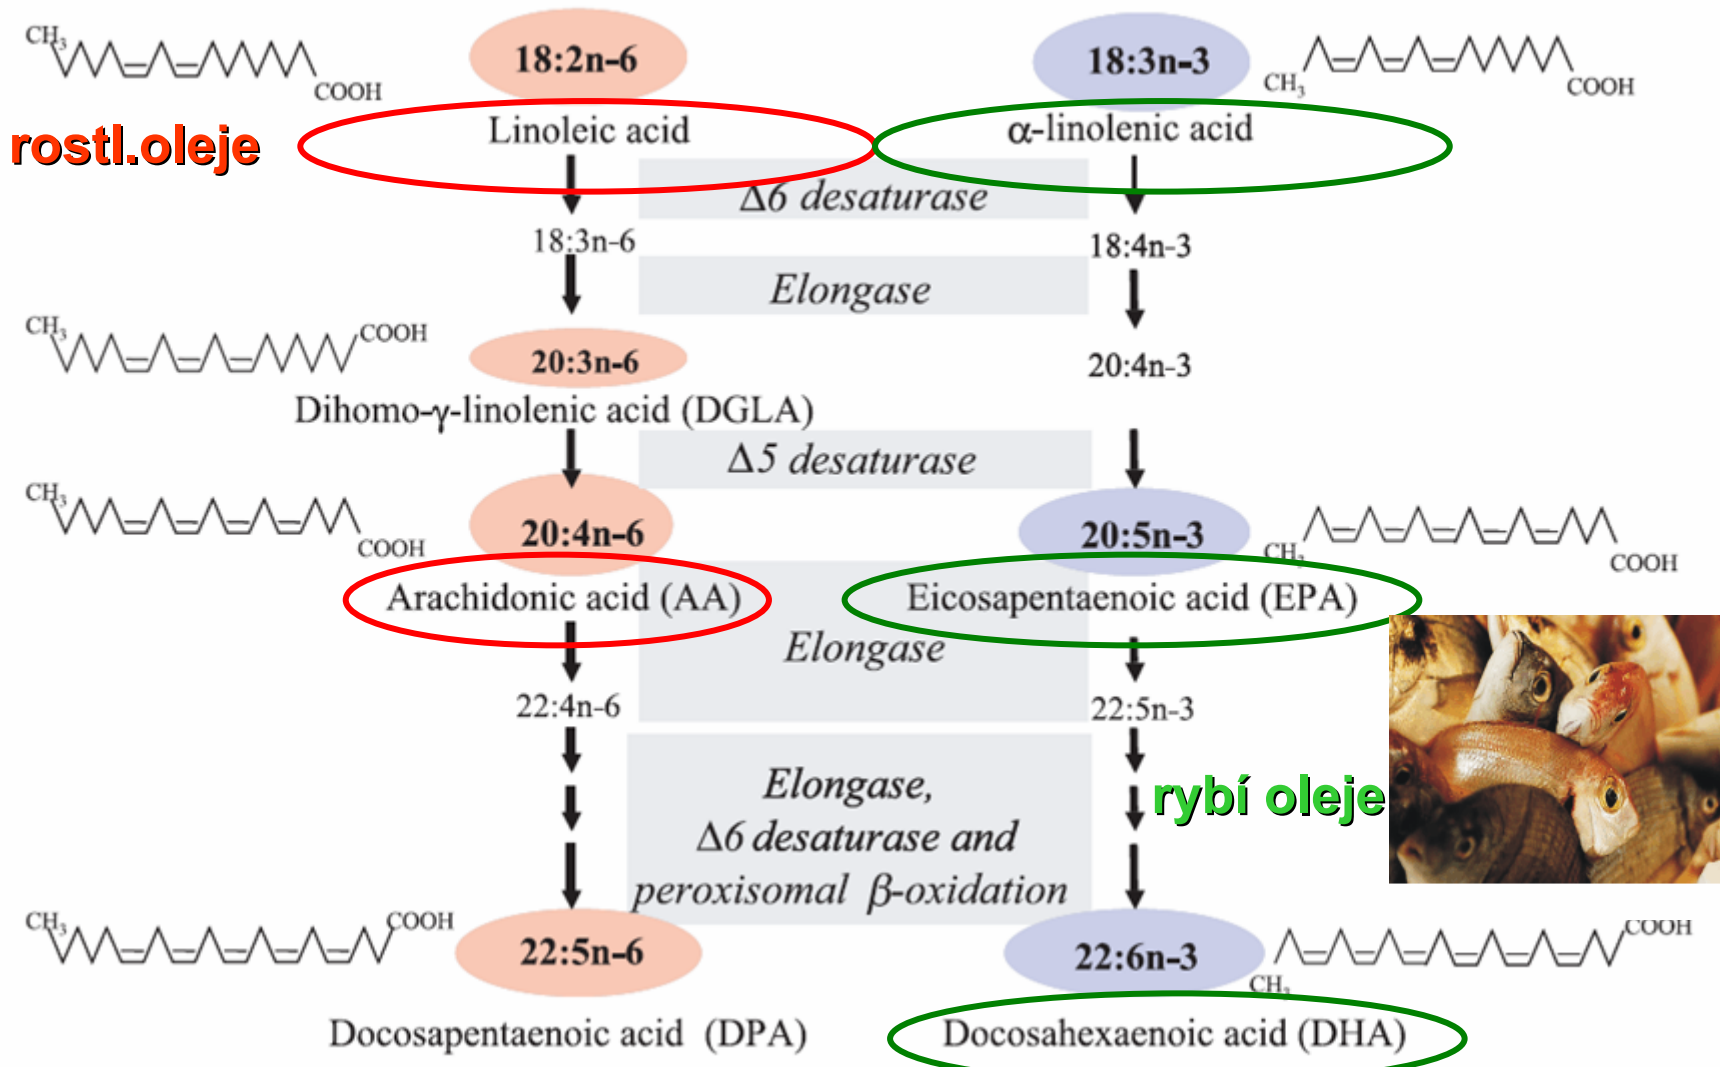 CH3
COOH
18:2n-6
18:3n-3
CH3
COOH
rostl.oleje
Linoleic acid
α-linolenic acid
Δ6 desaturase
18:3n-6
18:4n-3
Elongase
CH3
COOH
20:3n-6
20:4n-3
Dihomo-γ-linolenic acid (DGLA)
Δ5 desaturase
CH3
COOH
20:4n-6
20:5n-3
CH3
COOH
Arachidonic acid (AA)
Eicosapentaenoic acid (EPA)
Elongase
22:4n-6
22:5n-3
Elongase,
Δ6 desaturase and
peroxisomal β-oxidation
rybí oleje
CH3
COOH
22:5n-6
22:6n-3
CH3
COOH
Docosapentaenoic acid (DPA)
Docosahexaenoic acid (DHA)